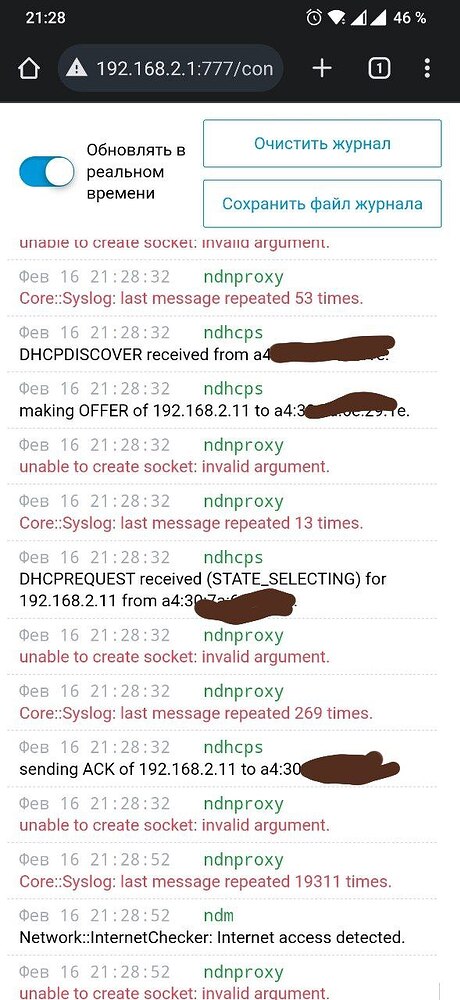 21:28
46 %
192.168.2.1:777/con
1
Обновлять в
реальном
времени
Очистить журнал
Сохранить файл журнала
unable to create socket: invalid argument.
Фев 16 21:28:32 ndnproxy
Core::Syslog: last message repeated 53 times.
Фев 16 21:28:32 ndhcps
DHCPDISCOVER received from a4
Фев 16 21:28:32 ndhcps
making OFFER of 192.168.2.11 to a4:3
Фев 16 21:28:32 ndnproxy
unable to create socket: invalid argument.
Фев 16 21:28:32 ndnproxy
Core::Syslog: last message repeated 13 times.
Фев 16 21:28:32 ndhcps
DHCPREQUEST received (STATE_SELECTING) for
192.168.2.11 from a4:30
Фев 16 21:28:32 ndnproxy
unable to create socket: invalid argument.
Фев 16 21:28:32 ndnproxy
Core::Syslog: last message repeated 269 times.
Фев 16 21:28:32 ndhcps
sending ACK of 192.168.2.11 to a4:30
Фев 16 21:28:32 ndnproxy
unable to create socket: invalid argument.
Фев 16 21:28:52 ndnproxy
Core::Syslog: last message repeated 19311 times.
Фев 16 21:28:52 ndm
Network::InternetChecker: Internet access detected.
Фев 16 21:28:52 ndnproxy
unable to create socket: invalid argument.